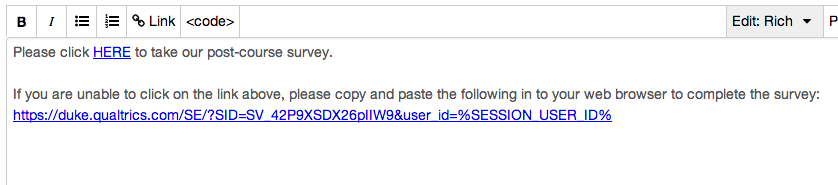 B I Link <code> Edit: Rich P
Please click HERE to take our post-course survey.
If you are unable to click on the link above, please copy and paste the following in to your web browser to complete the survey:
https://duke.qualtrics.com/SE/?SID=SV_42P9XSDX26pIIW9&user_id=%SESSION_USER_ID%